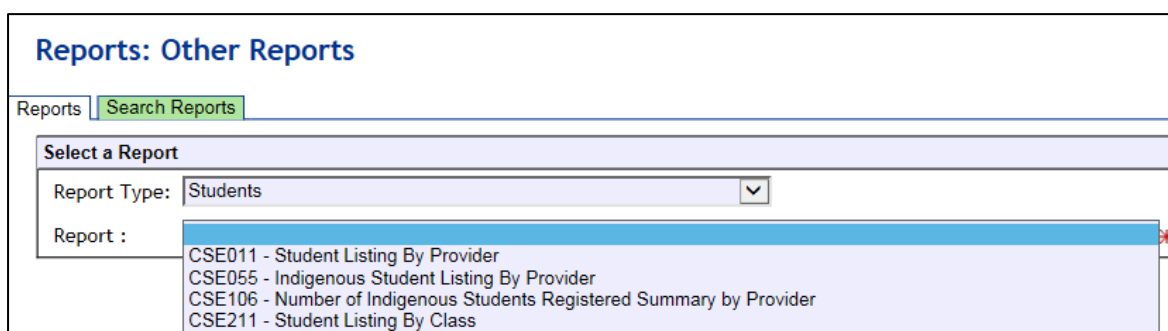 Reports: Other Reports
Reports Search Reports
Select a Report
Report Type: Students
Report :
CSE011 - Student Listing By Provider
CSE055 - Indigenous Student Listing By Provider
CSE106 - Number of Indigenous Students Registered Summary by Provider
CSE211 - Student Listing By Class